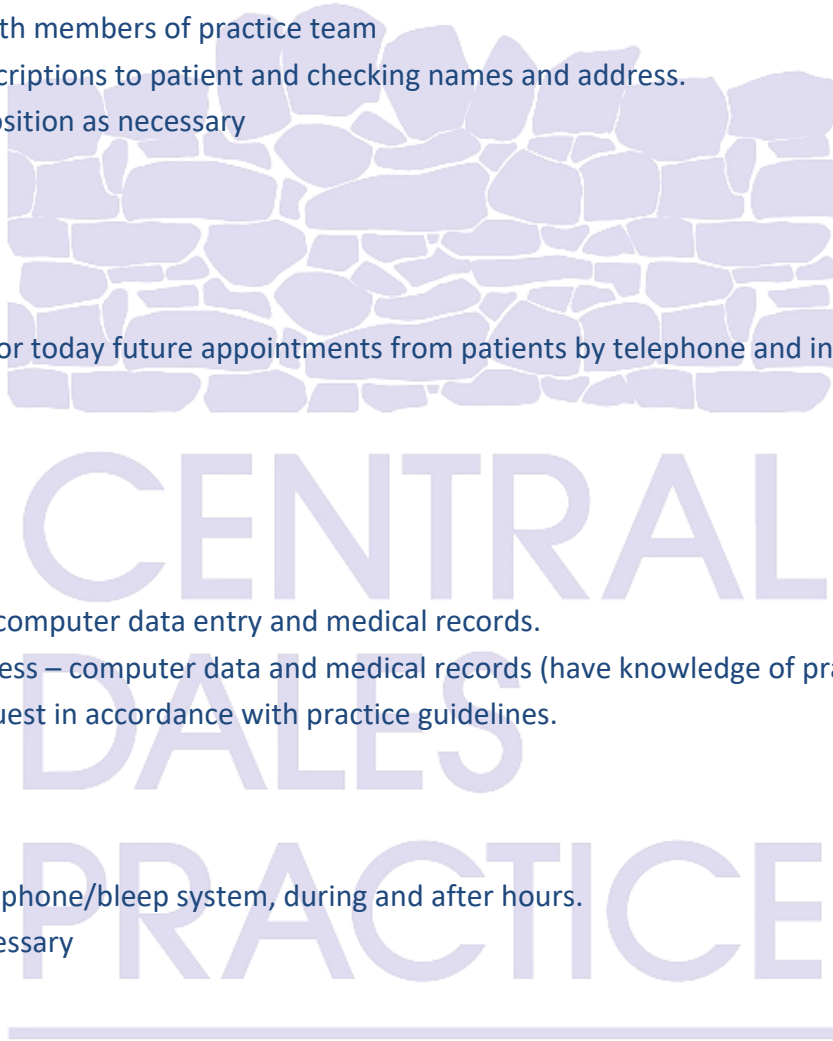 th members of practice team
criptions to patient and checking names and address.
osition as necessary
or today future appointments from patients by telephone and in
CENTRAL
computer data entry and medical records.
ess – computer data and medical records (have knowledge of pra
uest in accordance with practice guidelines.
DALES
PRACTICE
phone/bleep system, during and after hours.
essary